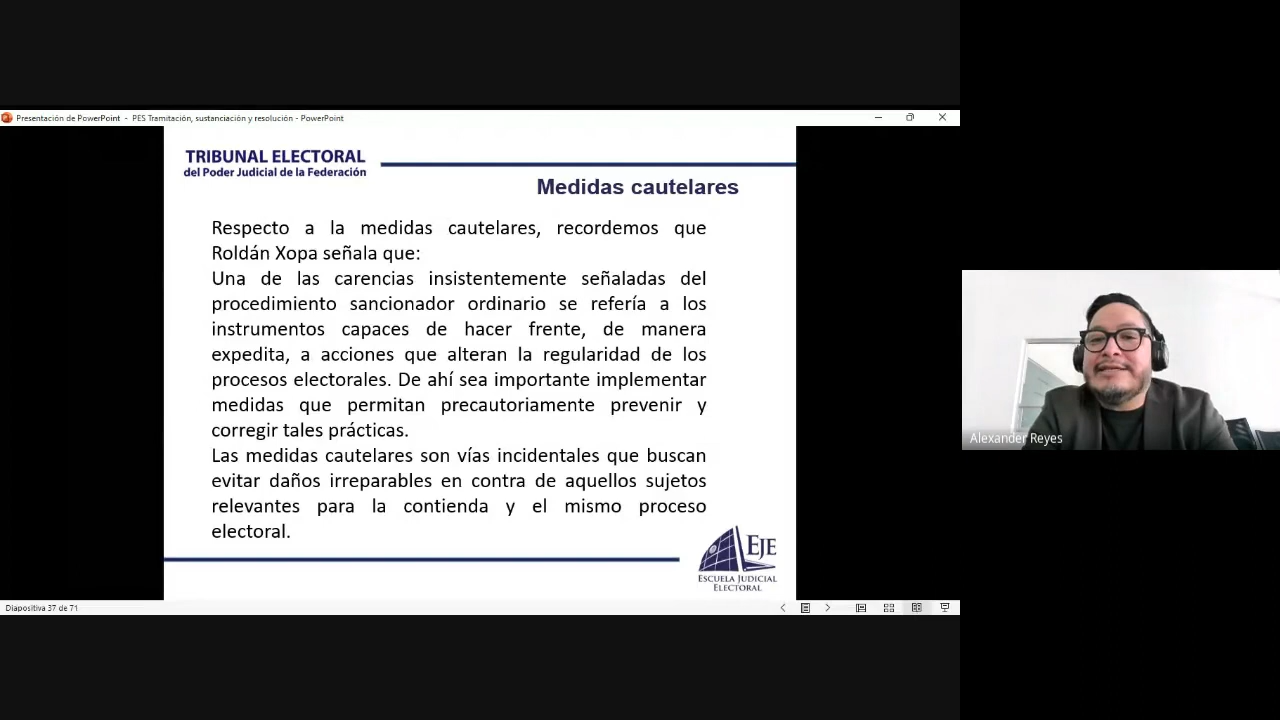 Presentación de PowerPoint - PES Tramitación, sustanciación y resolución - PowerPoint
TRIBUNAL ELECTORAL
del Poder Judicial de la Federación
Medidas cautelares
Respecto a la medidas cautelares, recordemos que
Roldán Xopa señala que:
Una de las carencias insistentemente señaladas del
procedimiento sancionador ordinario se refería a los
instrumentos capaces de hacer frente, de manera
expedita, a acciones que alteran la regularidad de los
procesos electorales. De ahí sea importante implementar
medidas que permitan precautoriamente prevenir y
corregir tales prácticas.
Las medidas cautelares son vías incidentales que buscan
evitar daños irreparables en contra de aquellos sujetos
relevantes para la contienda y el mismo proceso
electoral.
EJE
ESCUELA JUDICIAL
ELECTORAL
Diapositiva 37 de 71
Alexander Reyes